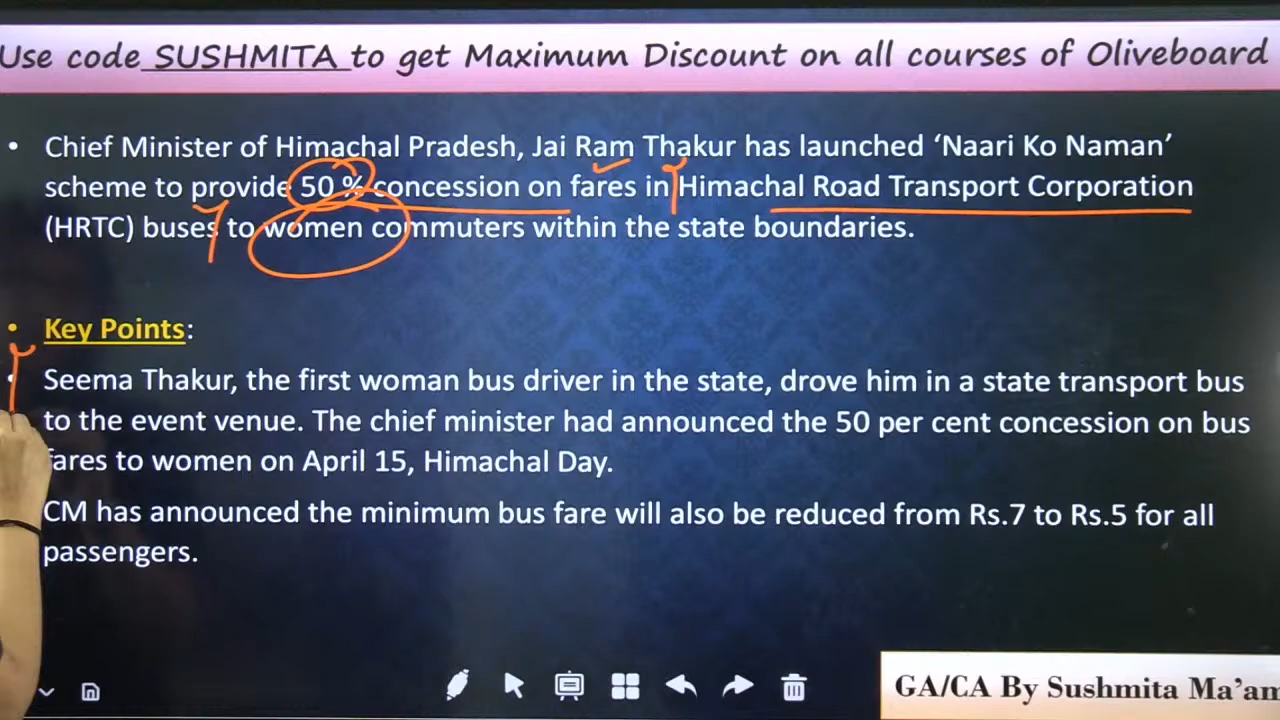 Use code SUSHMITA to get Maximum Discount on all courses of Oliveboard
• Chief Minister of Himachal Pradesh, Jai Ram Thakur has launched ‘Naari Ko Naman’
scheme to provide 50 % concession on fares in Himachal Road Transport Corporation
(HRTC) buses to women commuters within the state boundaries.
• Key Points:
• Seema Thakur, the first woman bus driver in the state, drove him in a state transport bus
to the event venue. The chief minister had announced the 50 per cent concession on bus
fares to women on April 15, Himachal Day.
CM has announced the minimum bus fare will also be reduced from Rs.7 to Rs.5 for all
passengers.
GA/CA By Sushmita Ma’am